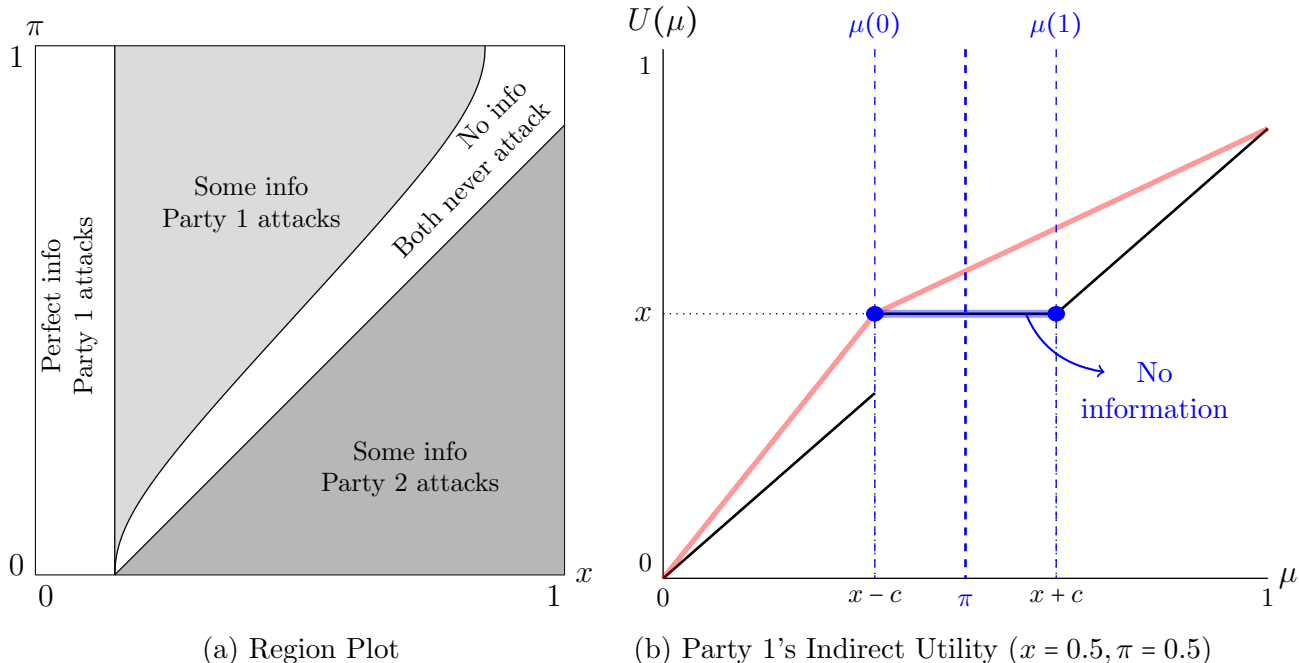 π
1
0
0
1
x
Perfect info
Party 1 attacks
Some info
Party 1 attacks
No info
Both never attack
Some info
Party 2 attacks
(a) Region Plot
U(μ)
μ(0)
μ(1)
1
x
0
0
x − c
π
x + c
1
μ
No
information
(b) Party 1's Indirect Utility (x = 0.5, π = 0.5)